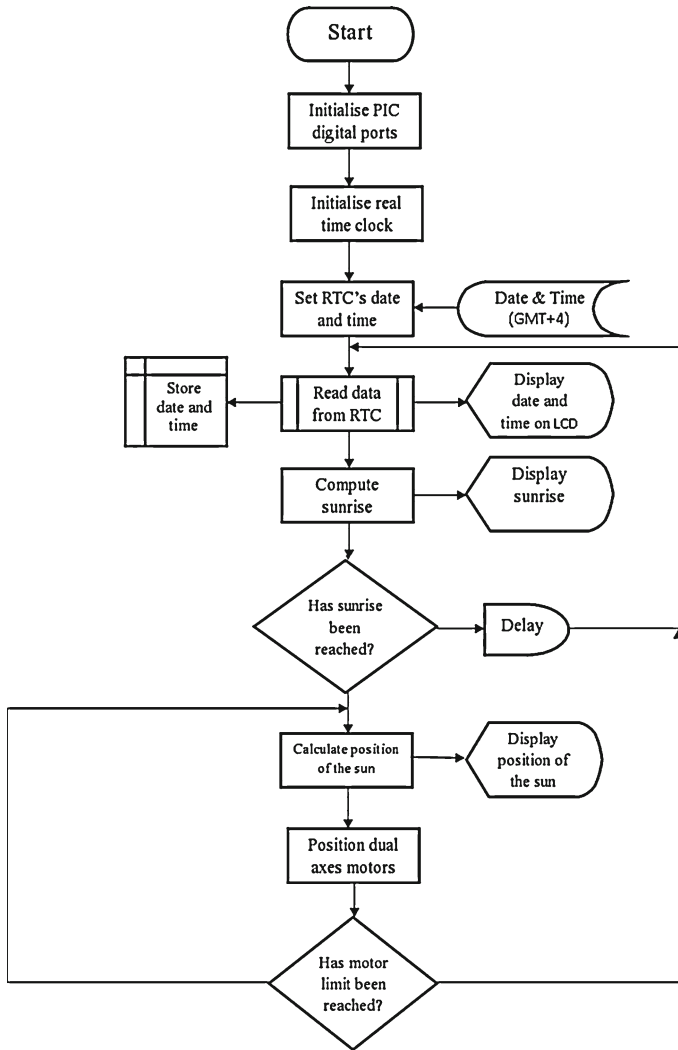 Start
Initialise PIC
digital ports
Initialise real
time clock
Set RTC's date
and time
Date & Time
(GMT+4)
Store
date and
time
Read data
from RTC
Display
date and
time on LCD
Compute
sunrise
Display
sunrise
Has sunrise
been
reached?
Delay
Calculate position
of the sun
Display
position of
the sun
Position dual
axes motors
Has motor
limit been
reached?